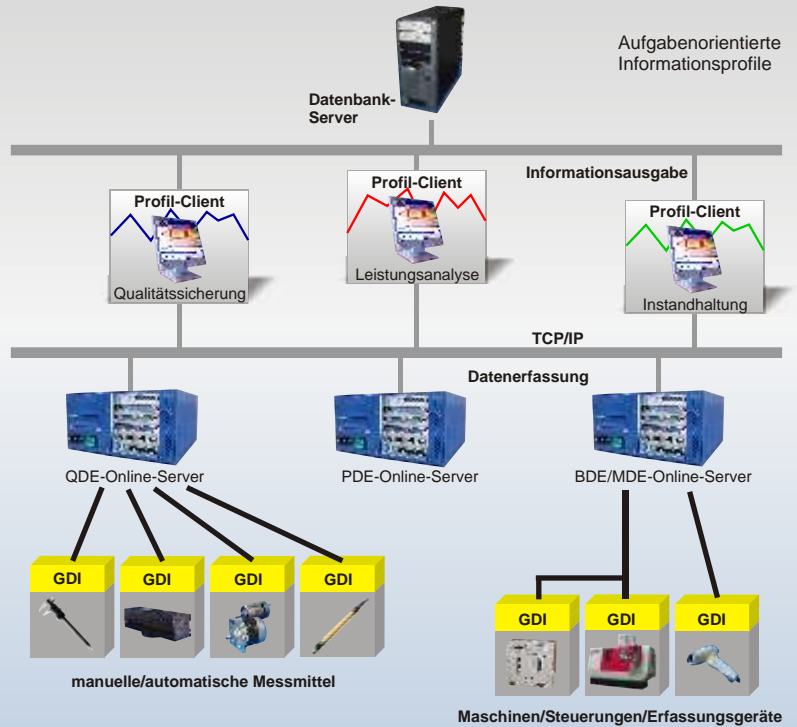 Aufgabenorientierte
Informationsprofile
Datenbank-
Server
Informationsausgabe
Profil-Client
Qualitätssicherung
Profil-Client
Leistungsanalyse
Profil-Client
Instandhaltung
TCP/IP
Datenerfassung
QDE-Online-Server
PDE-Online-Server
BDE/MDE-Online-Server
GDI
GDI
GDI
GDI
GDI
GDI
GDI
manuelle/automatische Messmittel
Maschinen/Steuerungen/Erfassungsgeräte